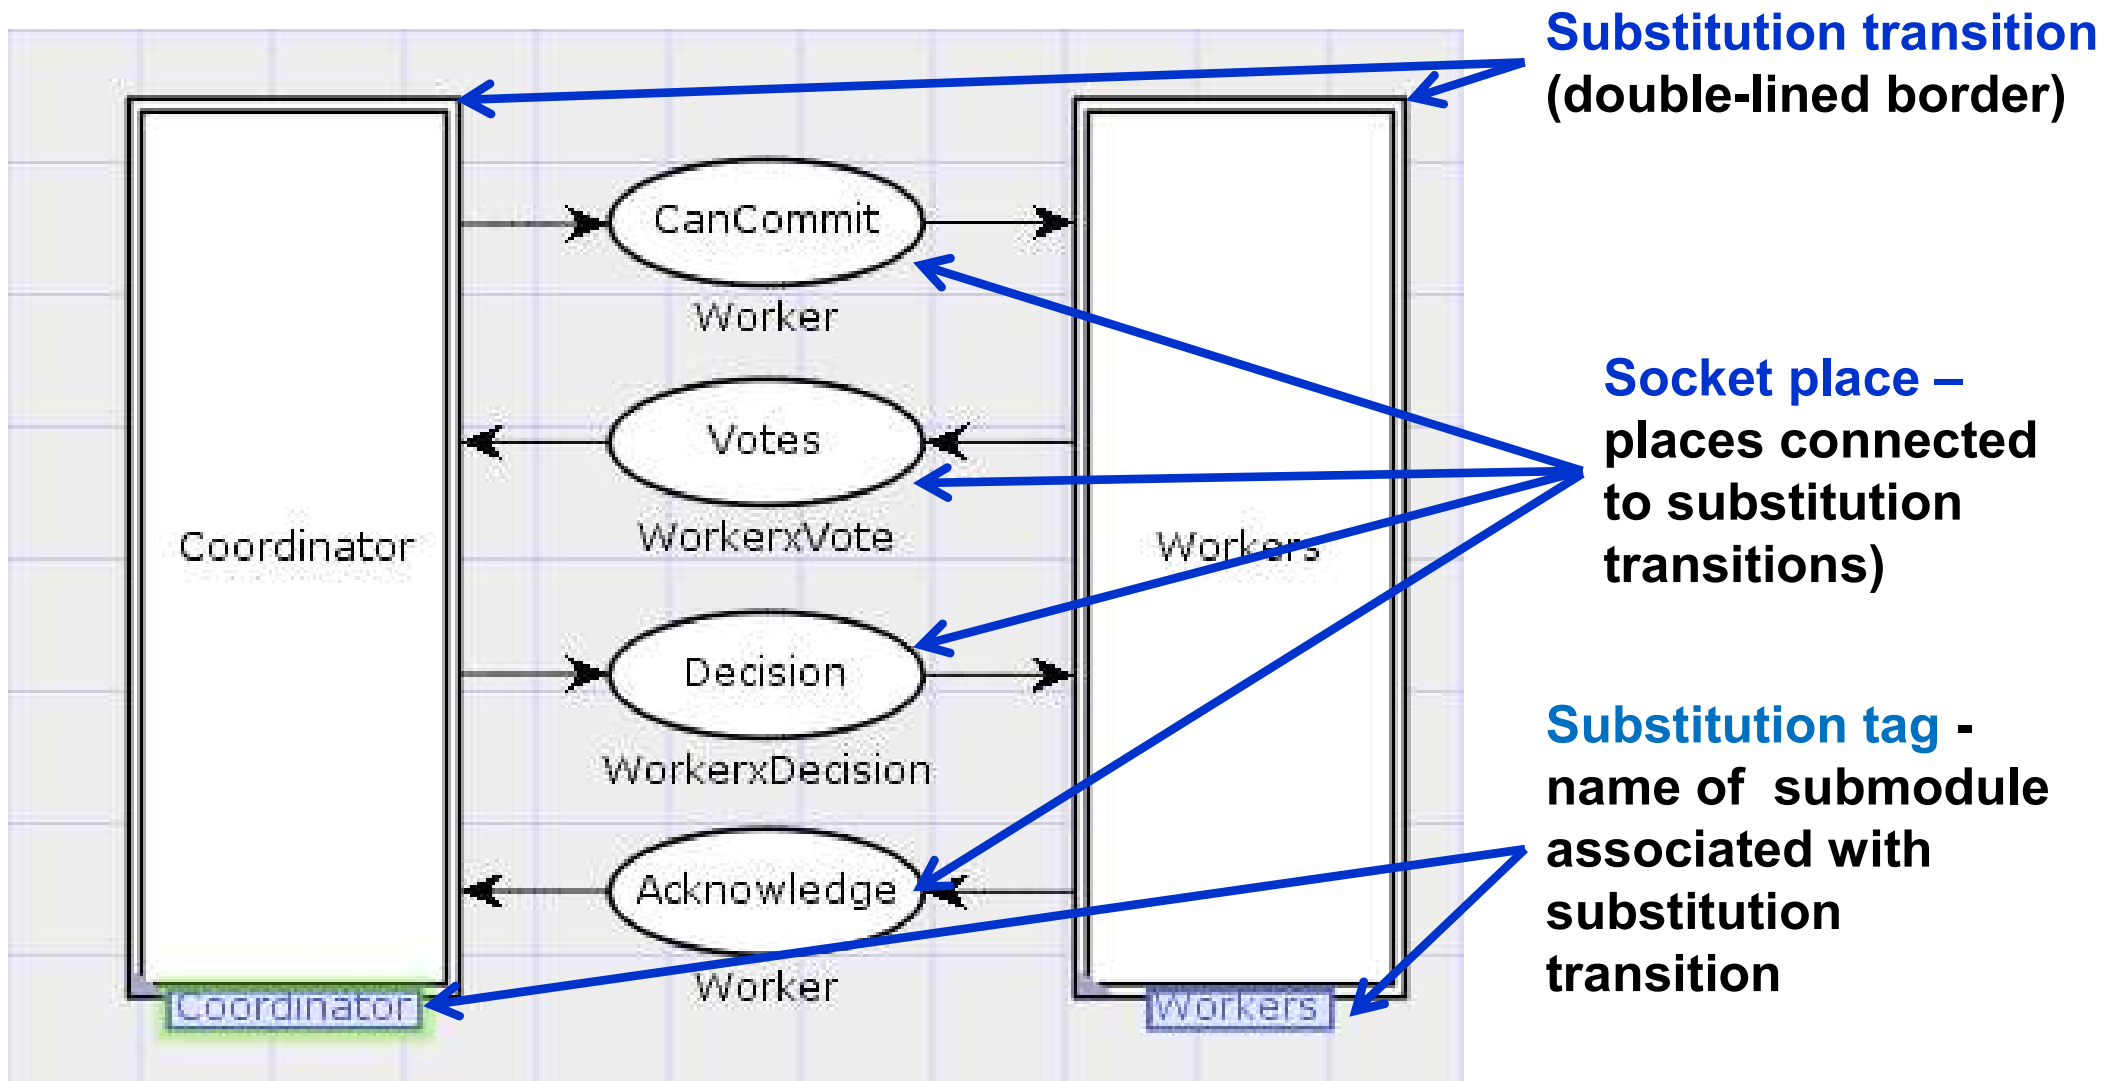 Substitution transition
(double-lined border)
CanCommit
Worker
Votes
WorkerxVote
Coordinator
Workers
Decision
WorkerxDecision
Acknowledge
Worker
Coordinator
Workers
Socket place –
places connected
to substitution
transitions)
Substitution tag -
name of  submodule
associated with
substitution
transition